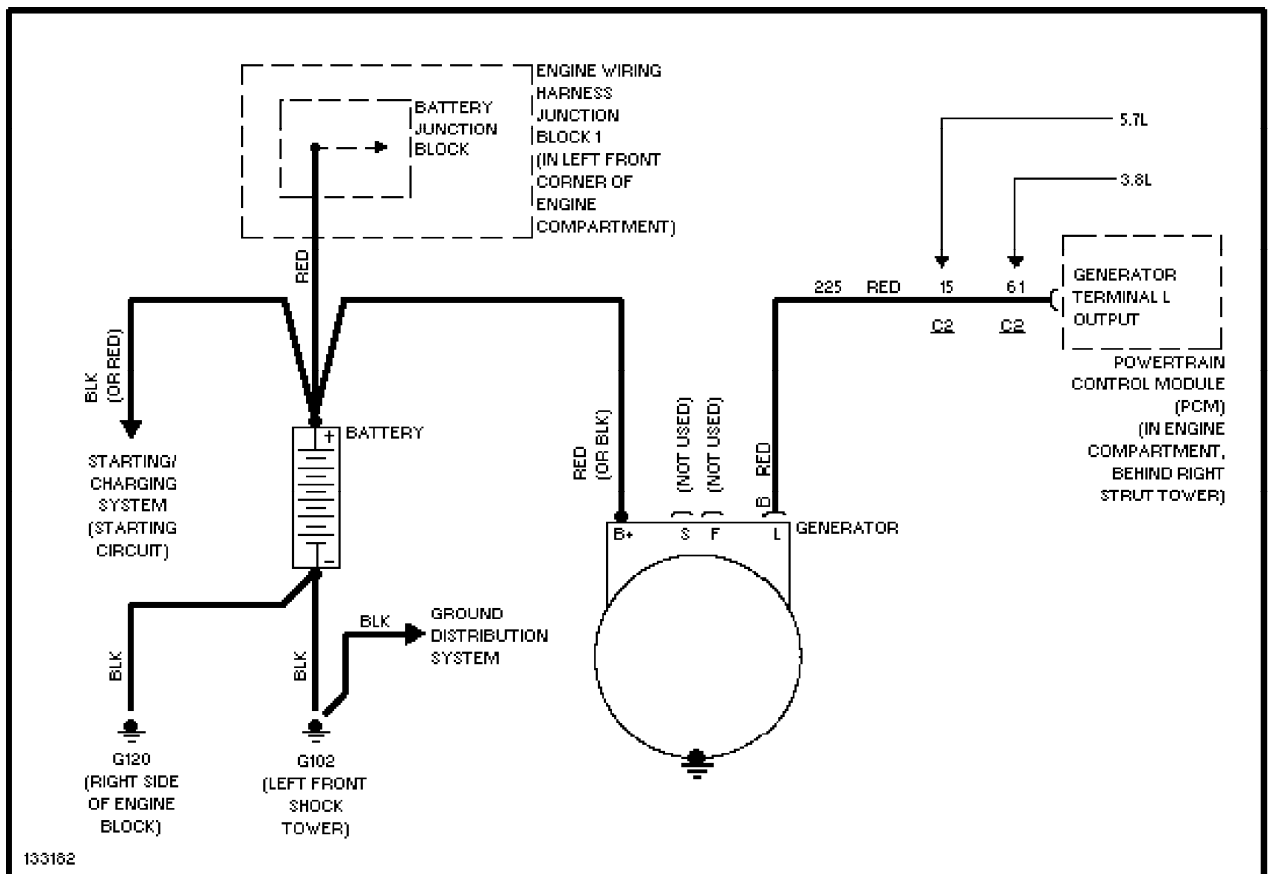 ENGINE WIRING
HARNESS
JUNCTION
BLOCK 1
(IN LEFT FRONT
CORNER OF
ENGINE
COMPARTMENT)
BATTERY
JUNCTION
BLOCK
RED
5.7L
3.8L
225 RED 15 61
C2 C2
GENERATOR
TERMINAL L
OUTPUT
POWERTRAIN
CONTROL MODULE
(PCM)
(IN ENGINE
COMPARTMENT,
BEHIND RIGHT
STRUT TOWER)
BLK
(OR RED)
STARTING/
CHARGING
SYSTEM
(STARTING
CIRCUIT)
+ BATTERY
-
RED
(OR BLK)
(NOT USED)
(NOT USED)
B RED
B+ S F L
GENERATOR
BLK
BLK
BLK
GROUND
DISTRIBUTION
SYSTEM
G120
(RIGHT SIDE
OF ENGINE
BLOCK)
G102
(LEFT FRONT
SHOCK
TOWER)
133182